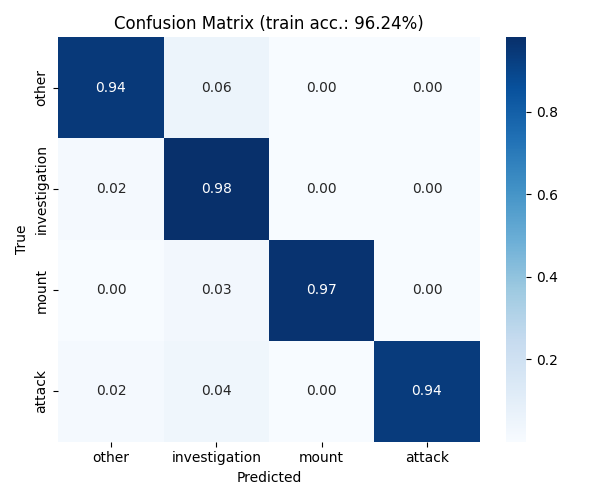 Confusion Matrix (train acc.: 96.24%)
other 0.94 0.06 0.00 0.00
investigation 0.02 0.98 0.00 0.00
mount 0.00 0.03 0.97 0.00
attack 0.02 0.04 0.00 0.94
True
other investigation mount attack
Predicted
0.8
0.6
0.4
0.2